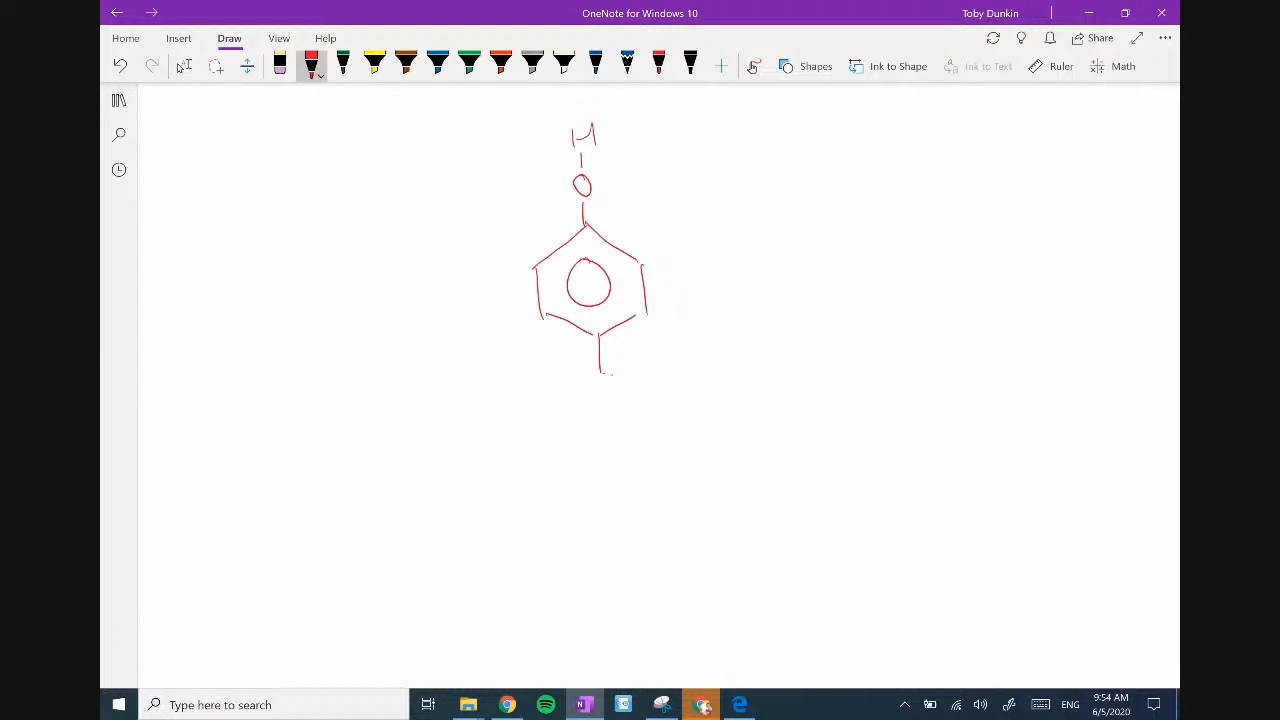 OneNote for Windows 10
Toby Dunkin
Home Insert Draw View Help
Share
Shapes Ink to Shape Ink to Text Ruler Math
H
O
Type here to search
ENG
9:54 AM
6/5/2020